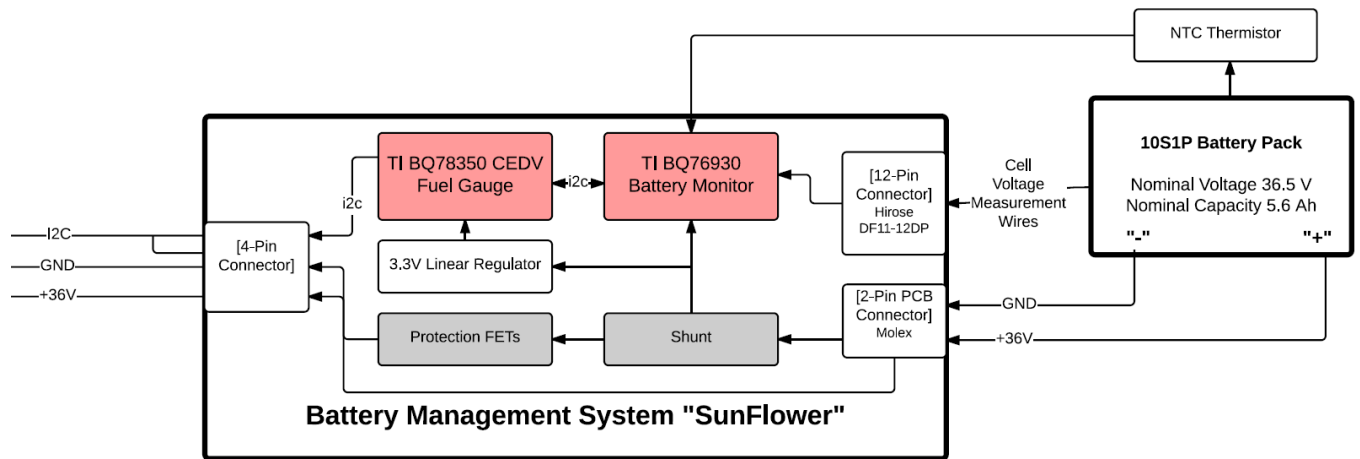 NTC Thermistor
10S1P Battery Pack
Nominal Voltage 36.5 V
Nominal Capacity 5.6 Ah
"-"
"+"
TI BQ78350 CEDV
Fuel Gauge
i2c
TI BQ76930
Battery Monitor
[12-Pin
Connector]
Hirose
DF11-12DP
Cell
Voltage
Measurement
Wires
i2c
I2C
GND
+36V
[4-Pin
Connector]
3.3V Linear Regulator
Protection FETs
Shunt
[2-Pin PCB
Connector]
Molex
GND
+36V
Battery Management System "SunFlower"